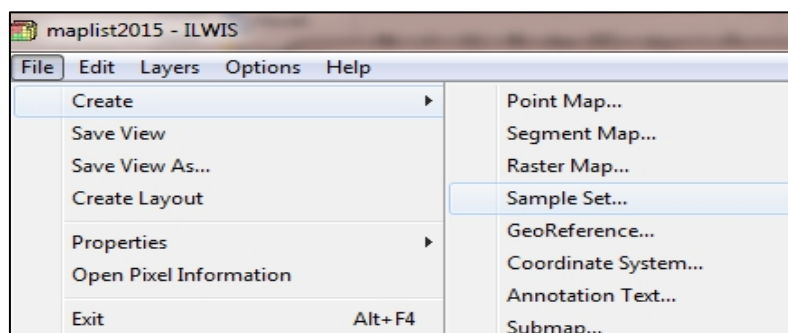 maplist2015 - ILWIS
File Edit Layers Options Help
Create
Save View
Save View As...
Create Layout
Properties
Open Pixel Information
Exit Alt+F4
Point Map...
Segment Map...
Raster Map...
Sample Set...
GeoReference...
Coordinate System...
Annotation Text...
Submap...